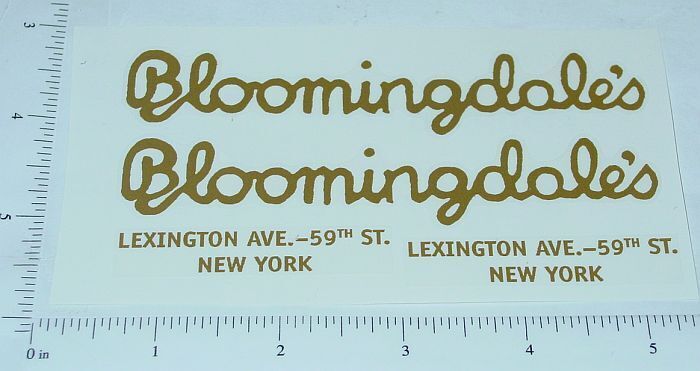 Bloomingdale's
Bloomingdale's
LEXINGTON AVE.–59TH ST.
NEW YORK
LEXINGTON AVE.–59TH ST.
NEW YORK
3
4
5
0 in 1 2 3 4 5